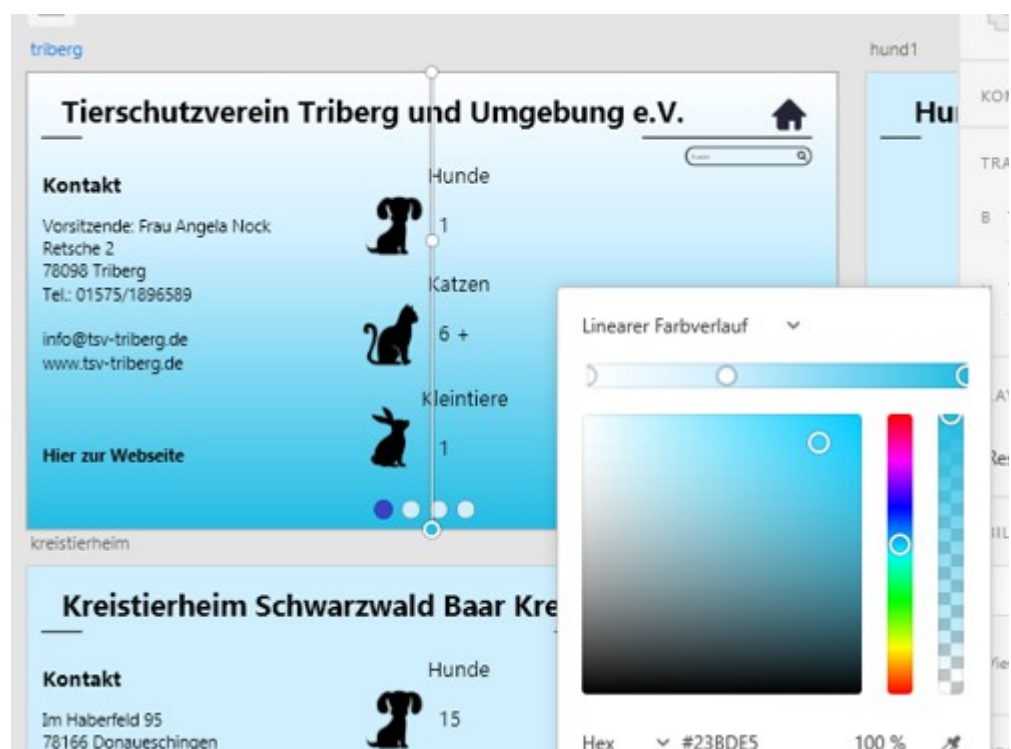 triberg
hund1
Tierschutzverein Triberg und Umgebung e.V.
Hu
KON
TRA
B
Kontakt
Vorsitzende: Frau Angela Nock
Retsche 2
78098 Triberg
Tel.: 01575/1896589
info@tsv-triberg.de
www.tsv-triberg.de
Hier zur Webseite
Hunde
1
Katzen
6 +
Kleintiere
1
Linearer Farbverlauf
Hex
#23BDE5
100 %
kreistierheim
Kreistierheim Schwarzwald Baar Kre
Kontakt
Im Haberfeld 95
78166 Donaueschingen
Hunde
15